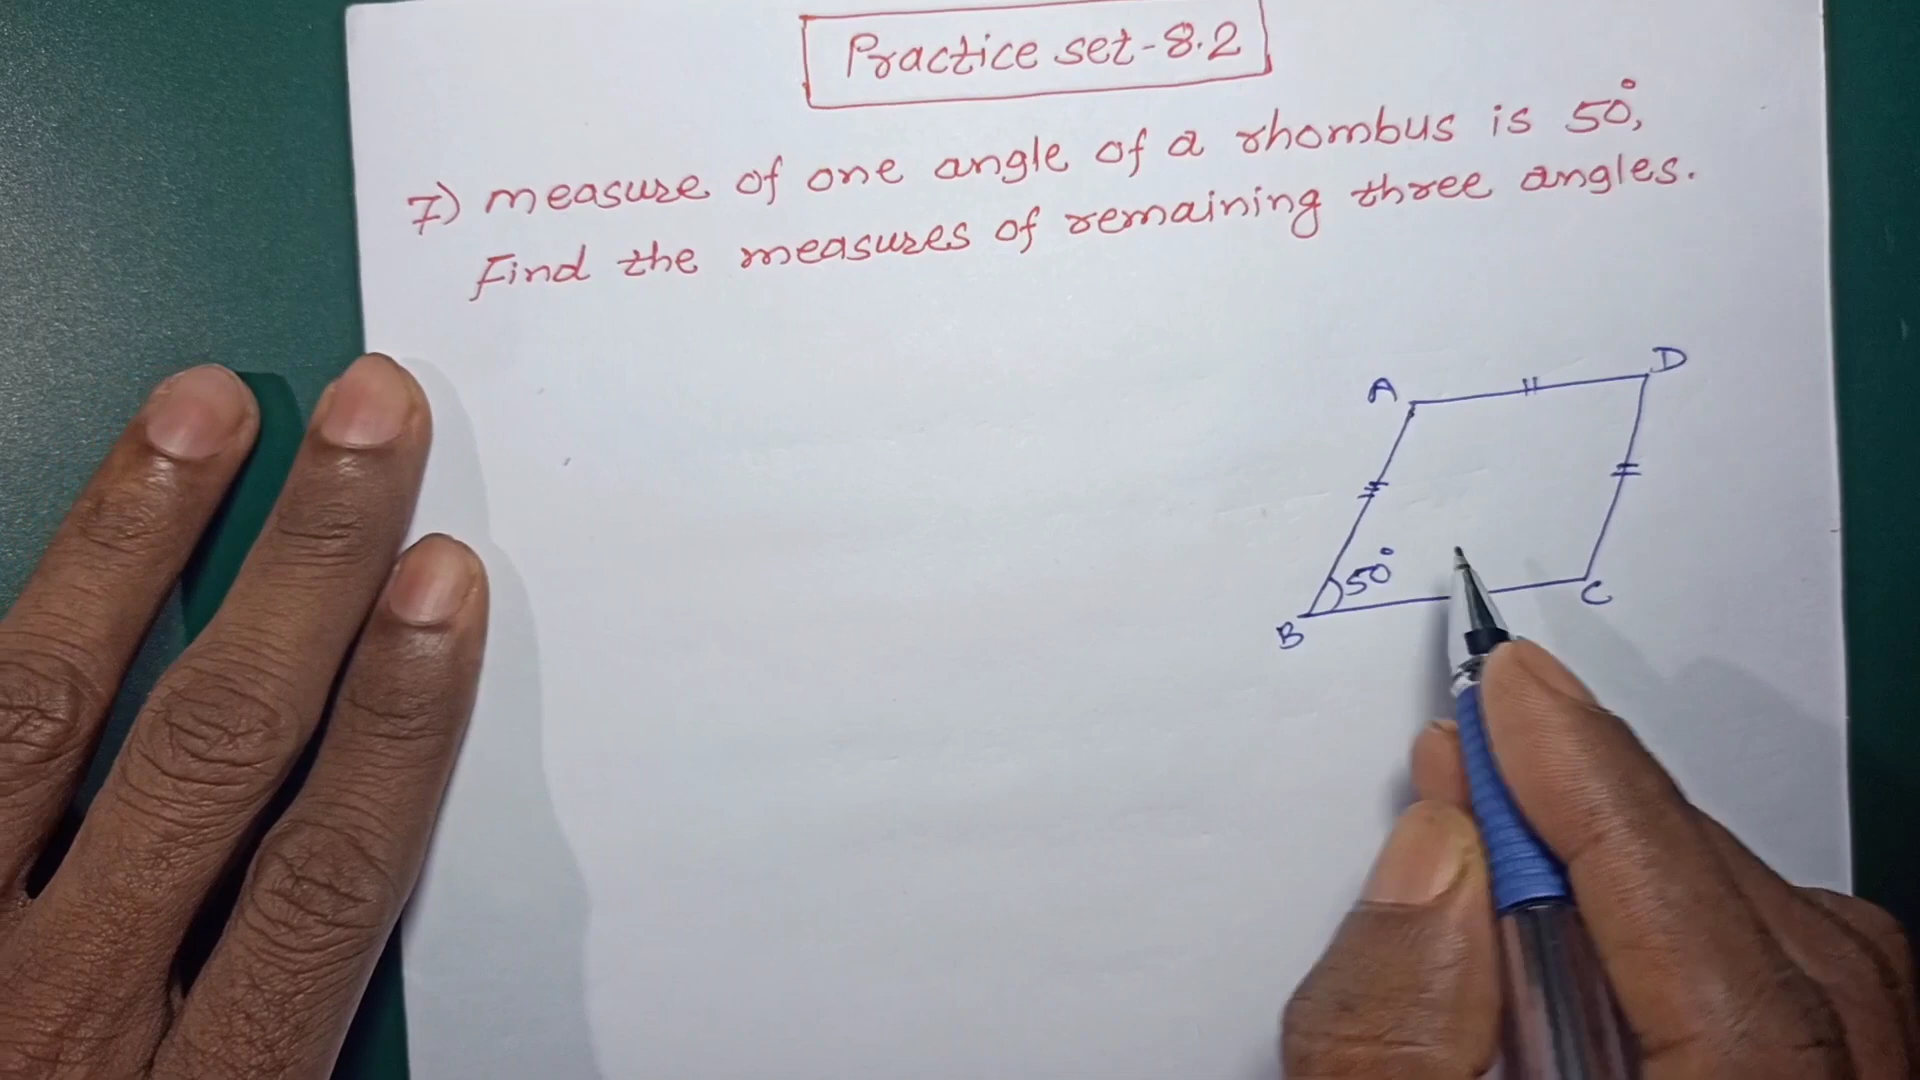 Practice set-8.2
7) measure of one angle of a rhombus is 50°,
Find the measures of remaining three angles.
A
D
50°
B
C